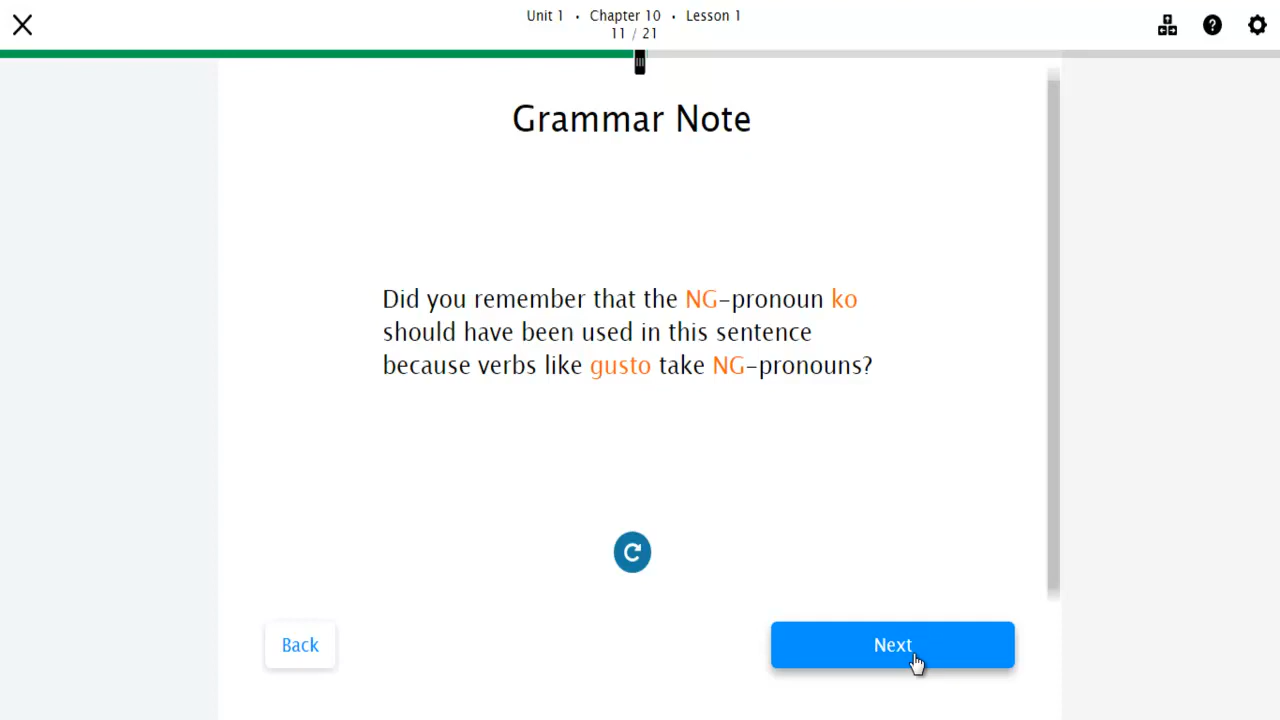 Unit 1 • Chapter 10 • Lesson 1
11 / 21
Grammar Note
Did you remember that the NG-pronoun ko
should have been used in this sentence
because verbs like gusto take NG-pronouns?
Back
Next